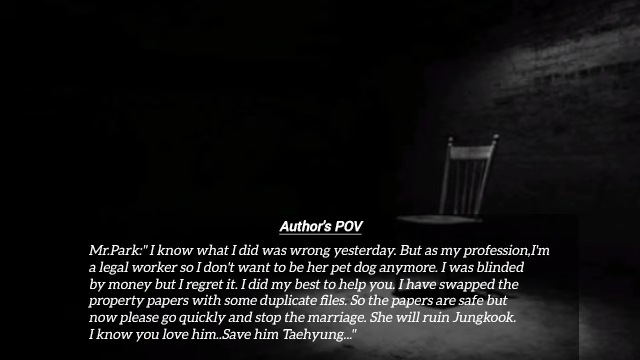 Author's POV
Mr.Park:" I know what I did was wrong yesterday. But as my profession,I'm
a legal worker so I don't want to be her pet dog anymore. I was blinded
by money but I regret it. I did my best to help you. I have swapped the
property papers with some duplicate files. So the papers are safe but
now please go quickly and stop the marriage. She will ruin Jungkook.
I know you love him..Save him Taehyung..."